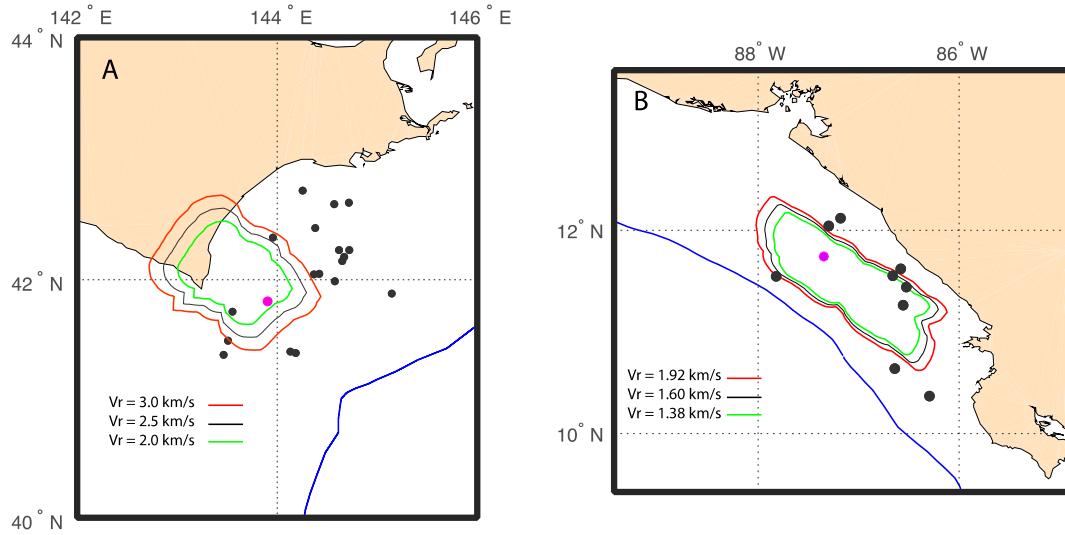 142° E 144° E 146° E
44° N
A
42° N
40° N
Vr = 3.0 km/s
Vr = 2.5 km/s
Vr = 2.0 km/s
88° W 86° W
B
12° N
10° N
Vr = 1.92 km/s
Vr = 1.60 km/s
Vr = 1.38 km/s